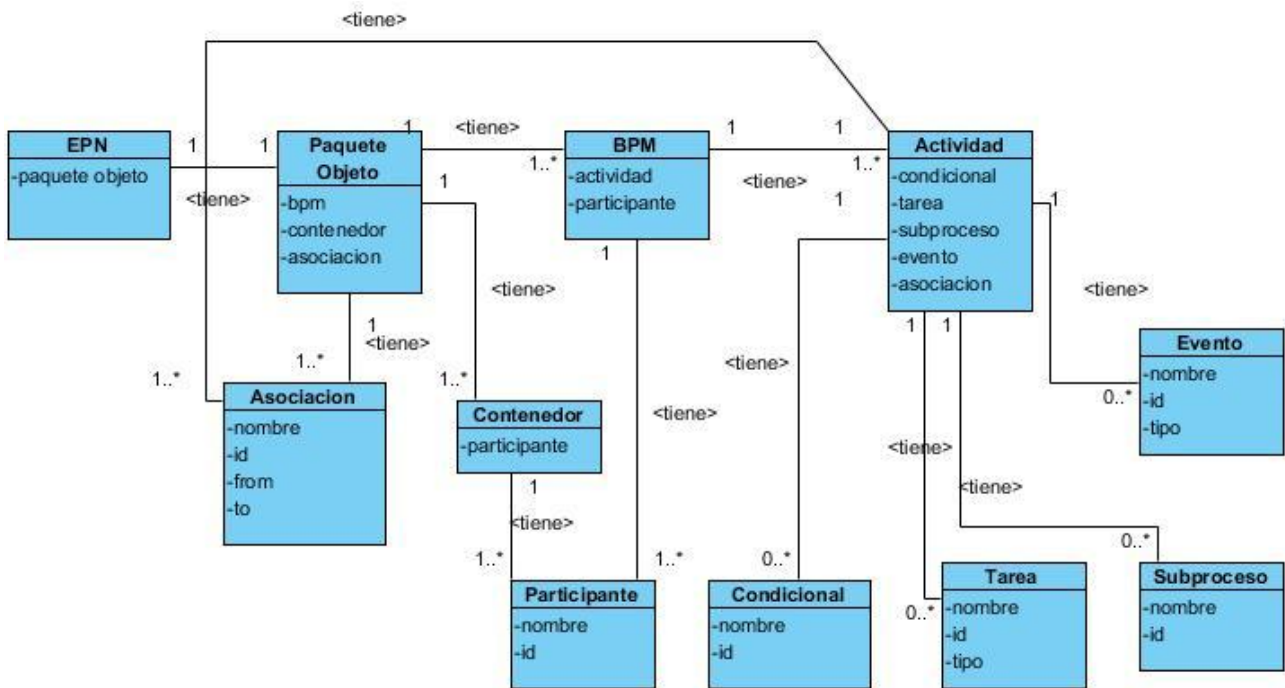 <tiene>
EPN
-paquete objeto
1
1
<tiene>
Paquete
Objeto
-bpm
-contenedor
-asociacion
1
<tiene>
1..*
BPM
-actividad
-participante
1
1
<tiene>
1..*
Actividad
-condicional
-tarea
-subproceso
-evento
-asociacion
1
<tiene>
1..*
1
<tiene>
1..*
1..*
Asociacion
-nombre
-id
-from
-to
Contenedor
-participante
1
<tiene>
1..*
1
<tiene>
1..*
Participante
-nombre
-id
1
<tiene>
0..*
Condicional
-nombre
-id
1
<tiene>
0..*
Tarea
-nombre
-id
-tipo
1
<tiene>
0..*
Subproceso
-nombre
-id
1
<tiene>
0..*
Evento
-nombre
-id
-tipo